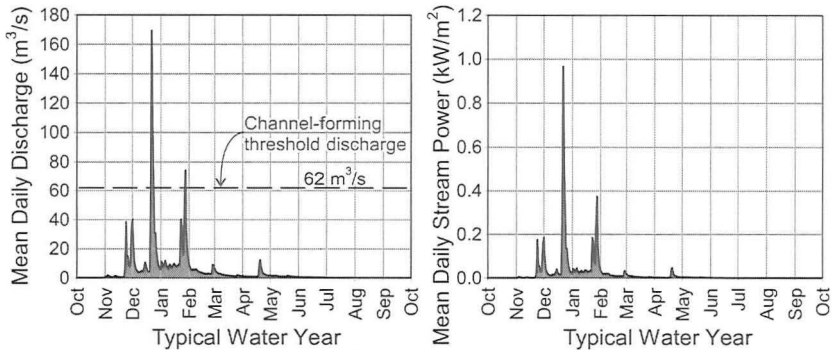 Mean Daily Discharge (m³/s)
180
160
140
120
100
80
60
40
20
0
Channel-forming
threshold discharge
62 m³/s
Oct Nov Dec Jan Feb Mar Apr May Jun Jul Aug Sep Oct
Typical Water Year
Mean Daily Stream Power (kW/m²)
1.2
1.0
0.8
0.6
0.4
0.2
0.0
Oct Nov Dec Jan Feb Mar Apr May Jun Jul Aug Sep Oct
Typical Water Year